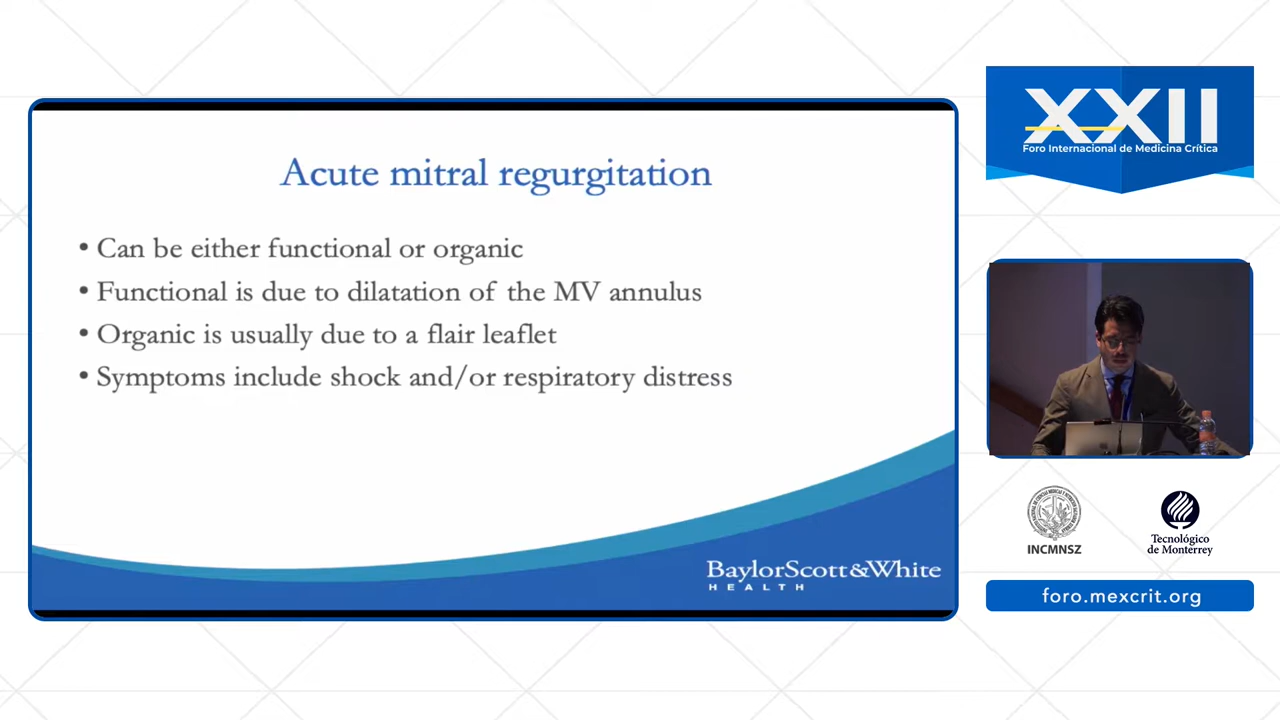 Acute mitral regurgitation
• Can be either functional or organic
• Functional is due to dilatation of the MV annulus
• Organic is usually due to a flair leaflet
• Symptoms include shock and/or respiratory distress
BaylorScott&White
HEALTH
XXII
Foro Internacional de Medicina Crítica
INCMNSZ
Tecnológico
de Monterrey
foro.mexcrit.org